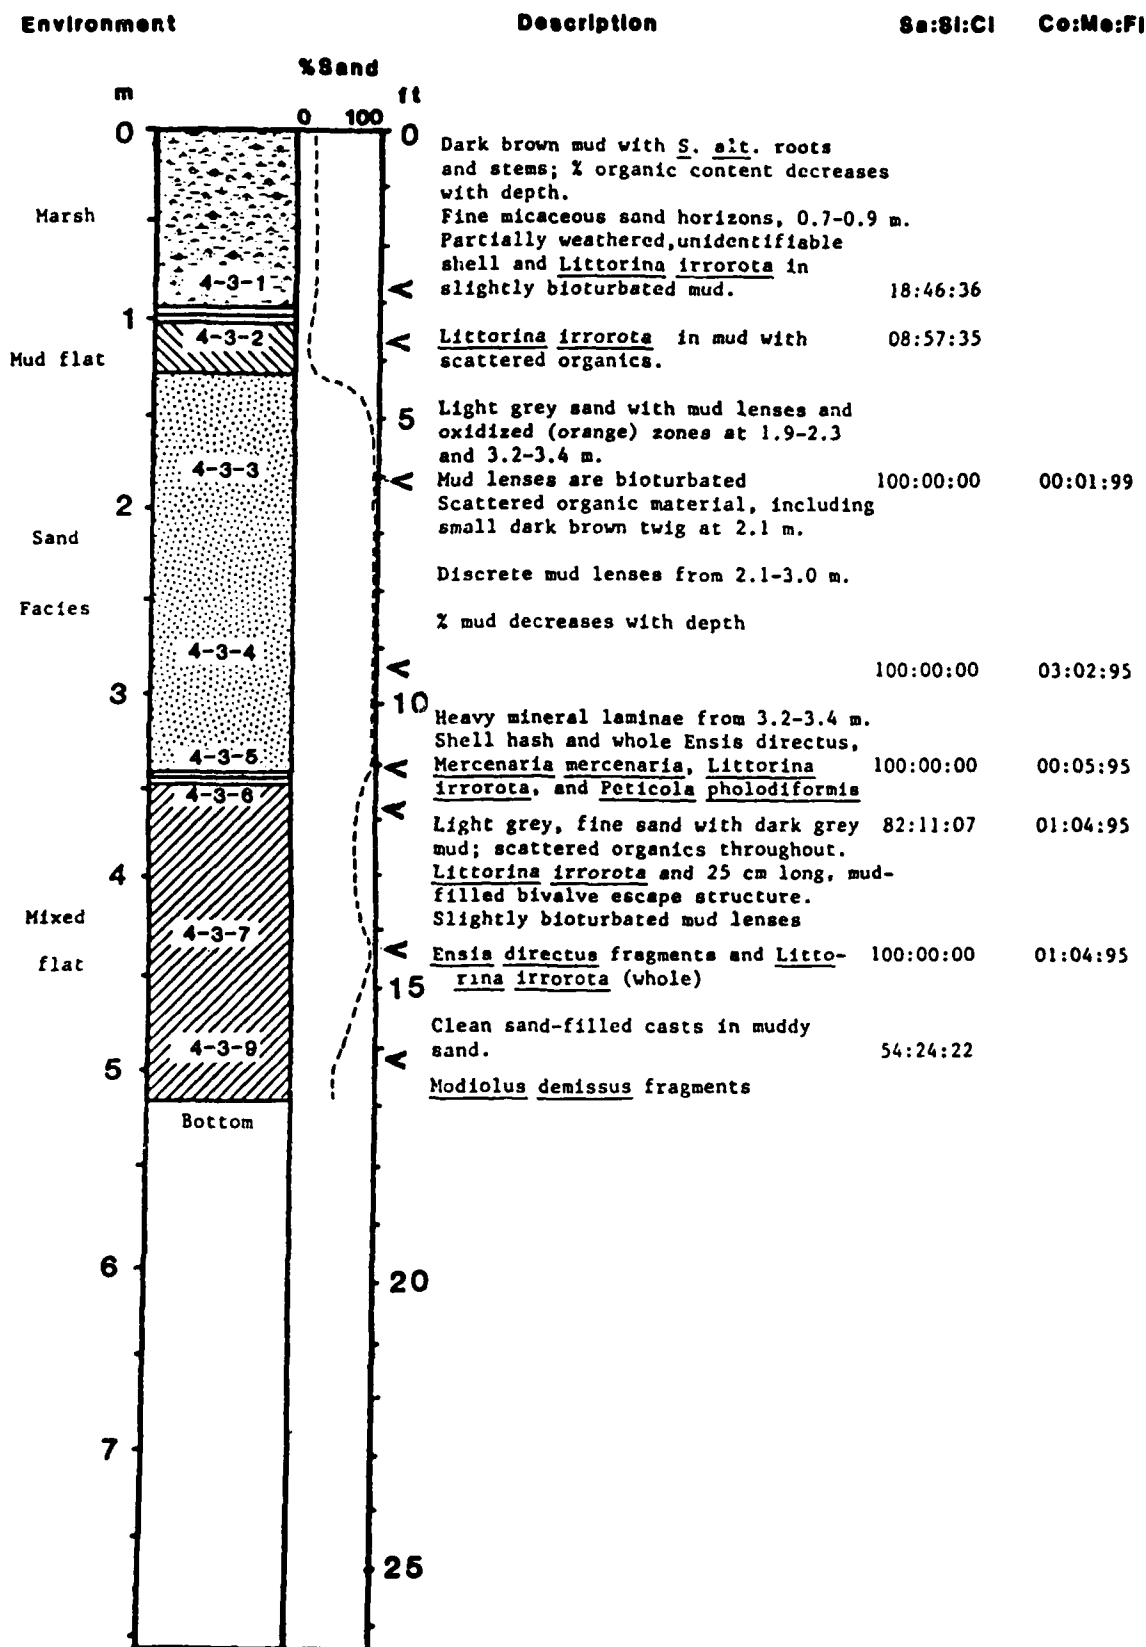 Environment Description Sa:Si:Cl Co:Me:Fi
%Sand
m ft
0 0 100 0
Dark brown mud with S. alt. roots
and stems; % organic content decreases
with depth.
Marsh Fine micaceous sand horizons, 0.7-0.9 m.
Partially weathered,unidentifiable
shell and Littorina irrorota in
4-3-1 < slightly bioturbated mud. 18:46:36
1
4-3-2 < Littorina irrorota in mud with 08:57:35
Mud flat scattered organics.
5 Light grey sand with mud lenses and
oxidized (orange) zones at 1.9-2.3
and 3.2-3.4 m.
4-3-3 < Mud lenses are bioturbated 100:00:00 00:01:99
2 Scattered organic material, including
small dark brown twig at 2.1 m.
Sand
Discrete mud lenses from 2.1-3.0 m.
Facies
% mud decreases with depth
4-3-4 < 100:00:00 03:02:95
3 10
Heavy mineral laminae from 3.2-3.4 m.
Shell hash and whole Ensis directus,
4-3-5 < Mercenaria mercenaria, Littorina 100:00:00 00:05:95
irrorota, and Peticola pholodiformis
4-3-6 <
Light grey, fine sand with dark grey 82:11:07 01:04:95
mud; scattered organics throughout.
4 Littorina irrorota and 25 cm long, mud-
filled bivalve escape structure.
Mixed Slightly bioturbated mud lenses
4-3-7
flat < Ensis directus fragments and Litto- 100:00:00 01:04:95
15 rina irrorota (whole)
Clean sand-filled casts in muddy
4-3-9 < sand. 54:24:22
5
Modiolus demissus fragments
Bottom
6
20
7
25